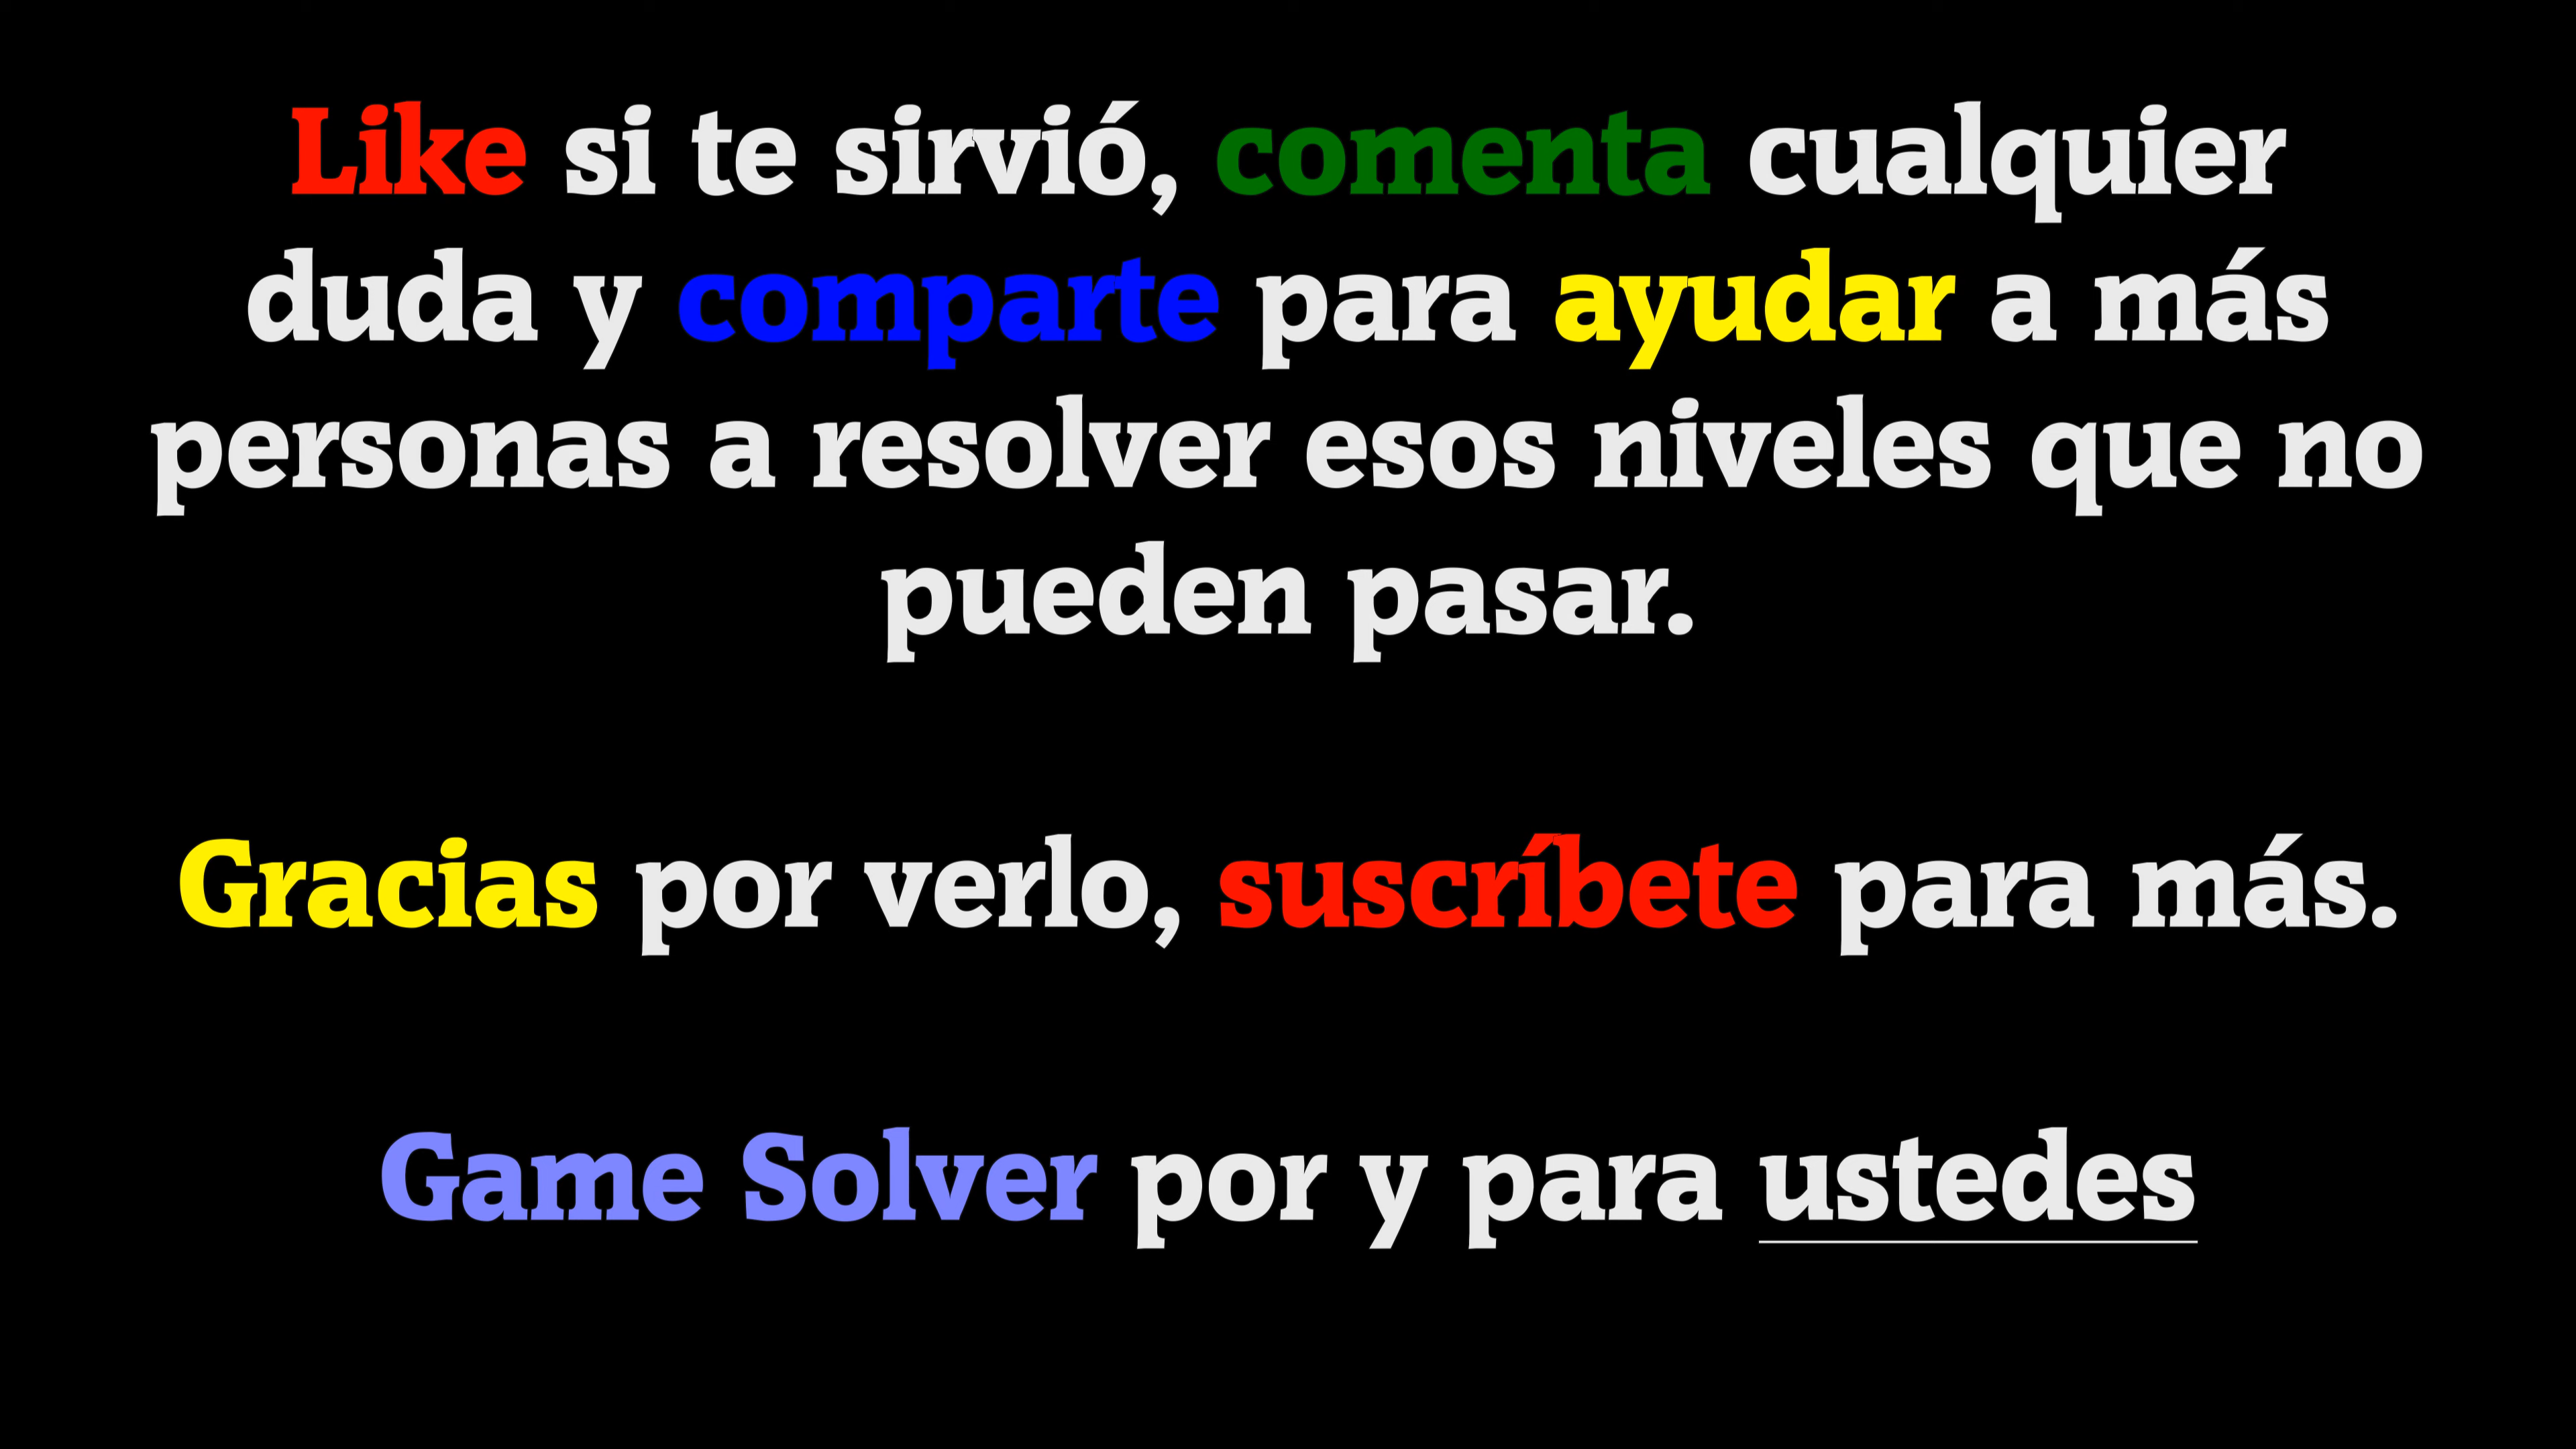 Like si te sirvió, comenta cualquier
duda y comparte para ayudar a más
personas a resolver esos niveles que no
pueden pasar.
Gracias por verlo, suscríbete para más.
Game Solver por y para ustedes